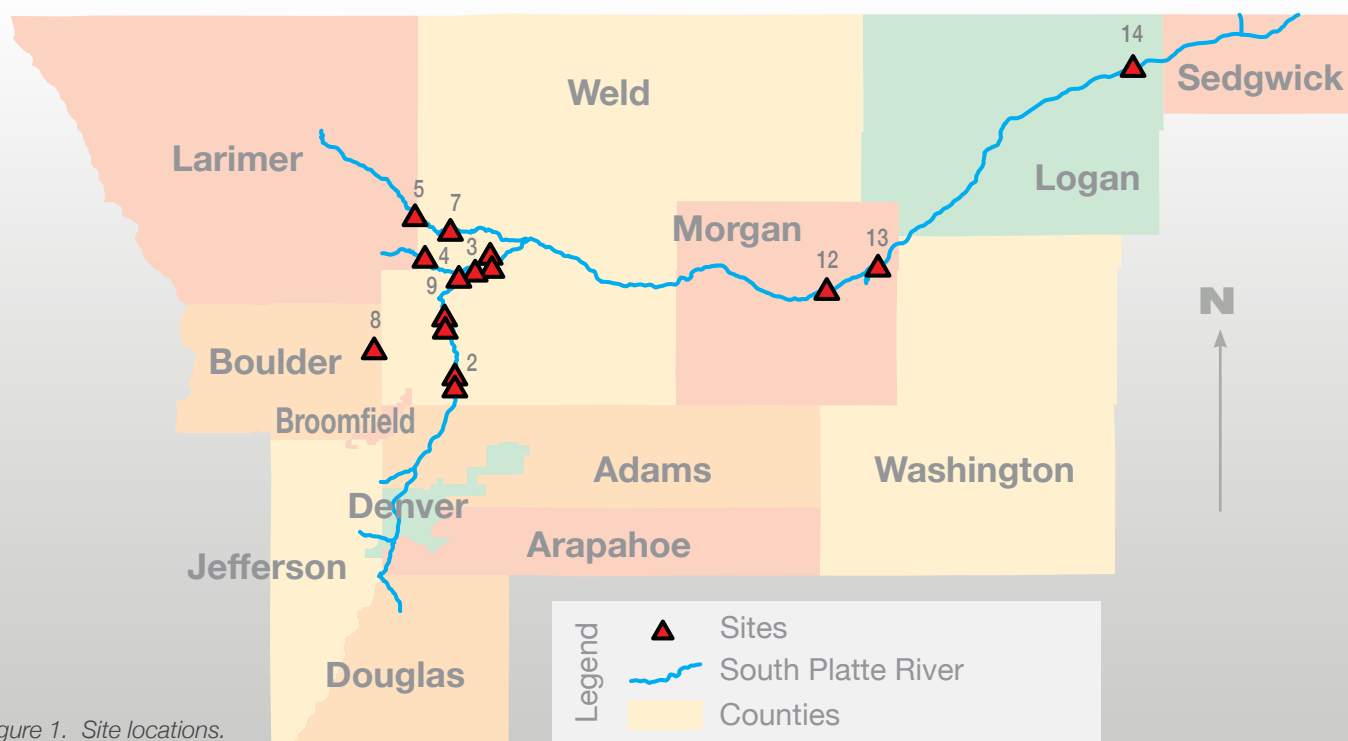 14
Weld
Sedgwick
Larimer
Logan
5
7
Morgan
3
4
13
12
9
N
8
Boulder
2
Broomfield
Adams
Washington
Denver
Arapahoe
Jefferson
Legend
Sites
South Platte River
Counties
Douglas
gure 1. Site locations.